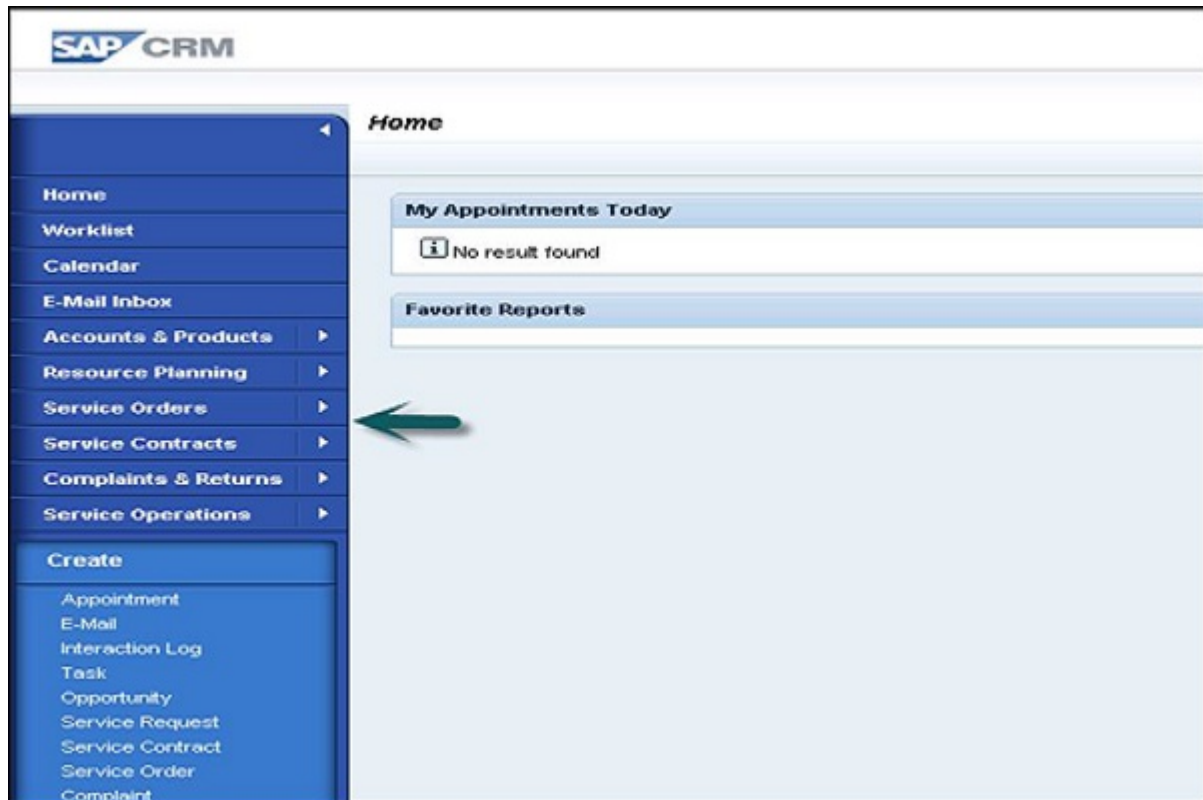 SAP CRM
Home
Home
Worklist
Calendar
E-Mail Inbox
Accounts & Products
Resource Planning
Service Orders
Service Contracts
Complaints & Returns
Service Operations
Create
Appointment
E-Mail
Interaction Log
Task
Opportunity
Service Request
Service Contract
Service Order
Complaint
My Appointments Today
No result found
Favorite Reports